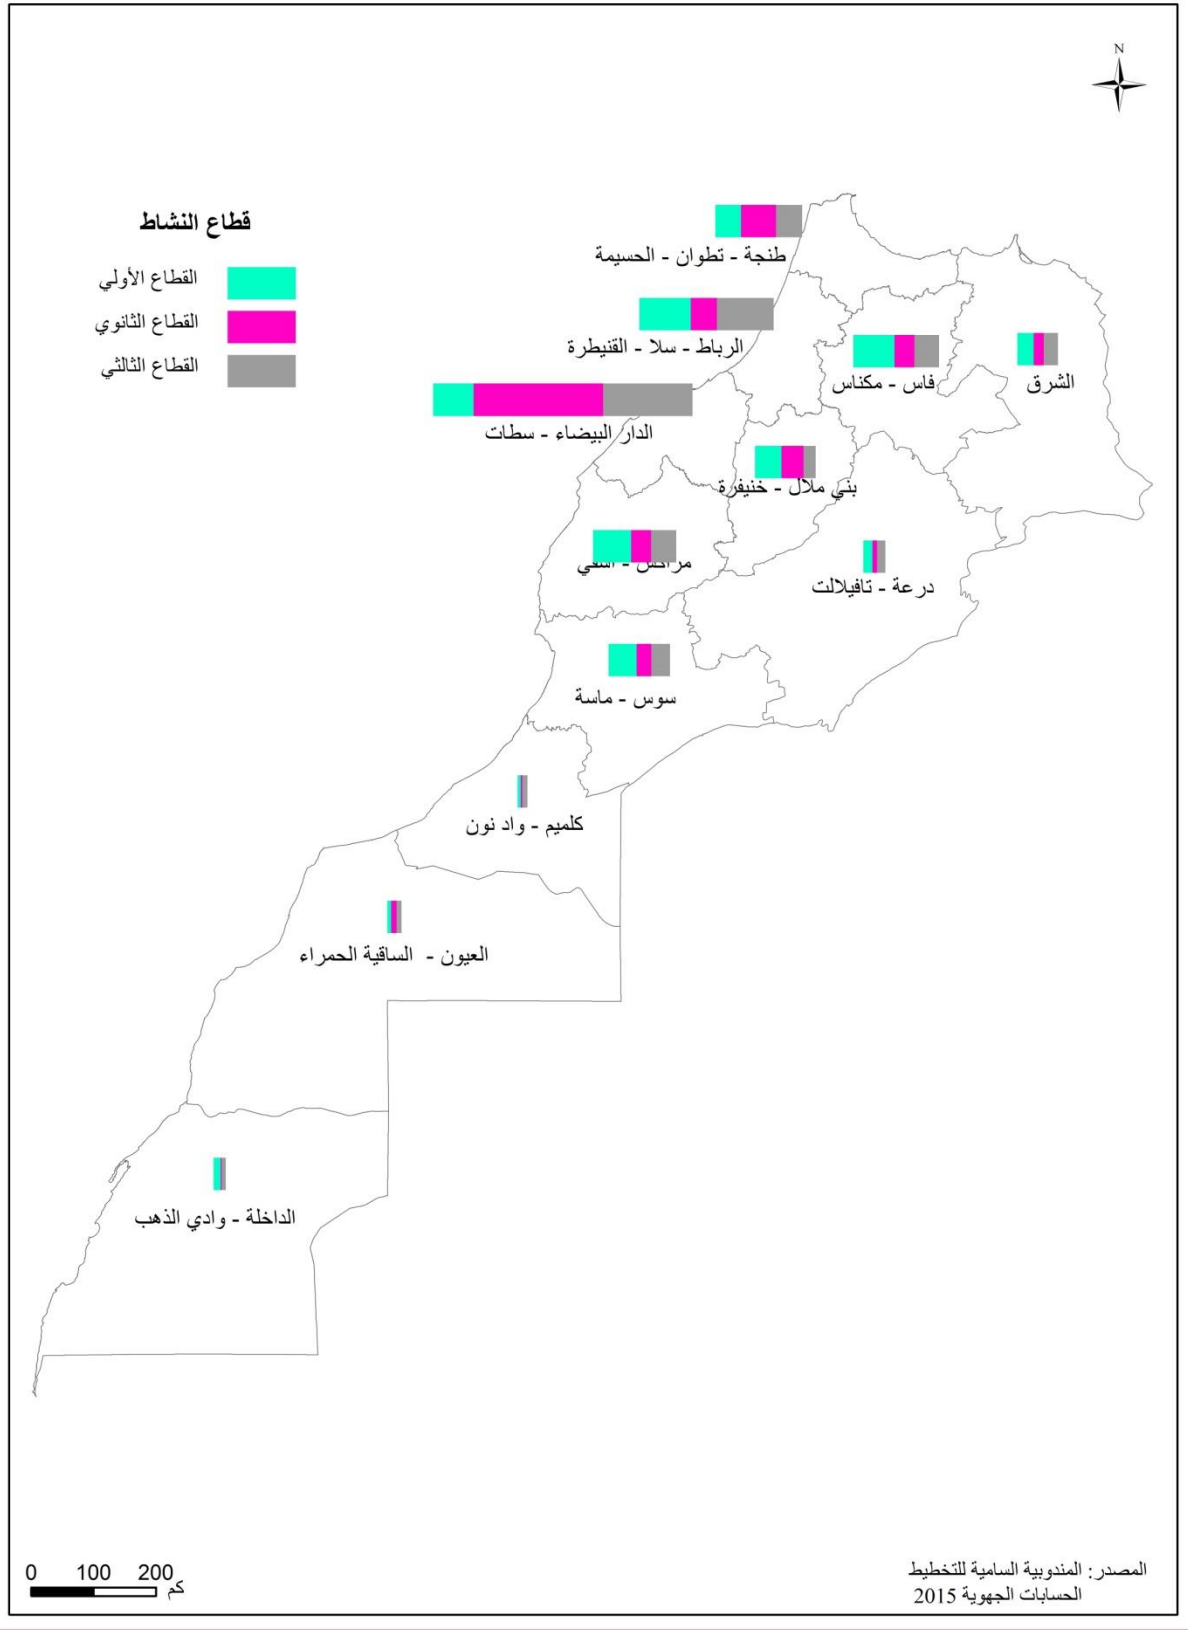 N
قطاع النشاط
القطاع الأولي
القطاع الثانوي
القطاع الثالثي
طنجة - تطوان - الحسيمة
الرباط - سلا - القنيطرة
فاس - مكناس
الشرق
الدار البيضاء - سطات
بني ملال - خنيفرة
مراكش - اسفي
درعة - تافيلالت
سوس - ماسة
كلميم - واد نون
العيون - الساقية الحمراء
الداخلة - وادي الذهب
0 100 200
كم
المصدر: المندوبية السامية للتخطيط
الحسابات الجهوية 2015